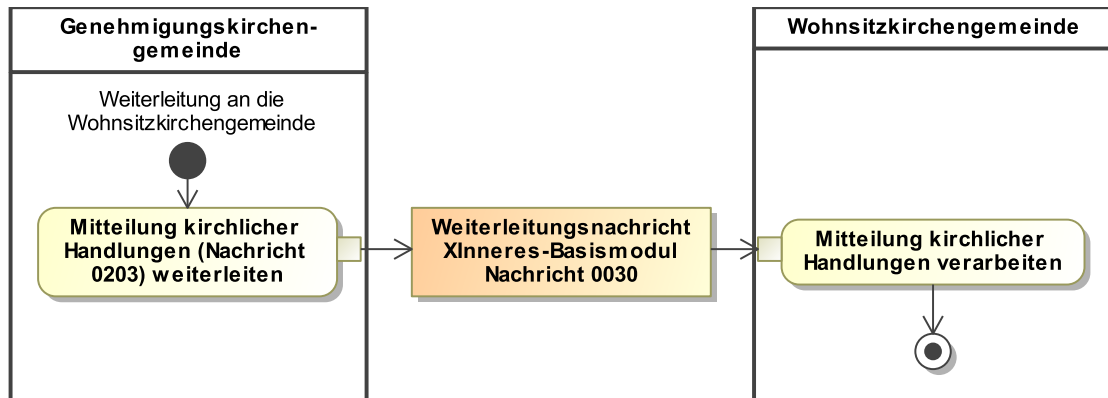 Genehmigungskirchen-
gemeinde
Weiterleitung an die
Wohnsitzkirchengemeinde
Mitteilung kirchlicher
Handlungen (Nachricht
0203) weiterleiten
Weiterleitungsnachricht
XInneres-Basismodul
Nachricht 0030
Wohnsitzkirchengemeinde
Mitteilung kirchlicher
Handlungen verarbeiten